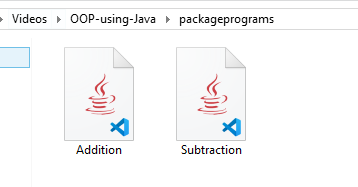 Videos > OOP-using-Java > packageprograms
Addition Subtraction